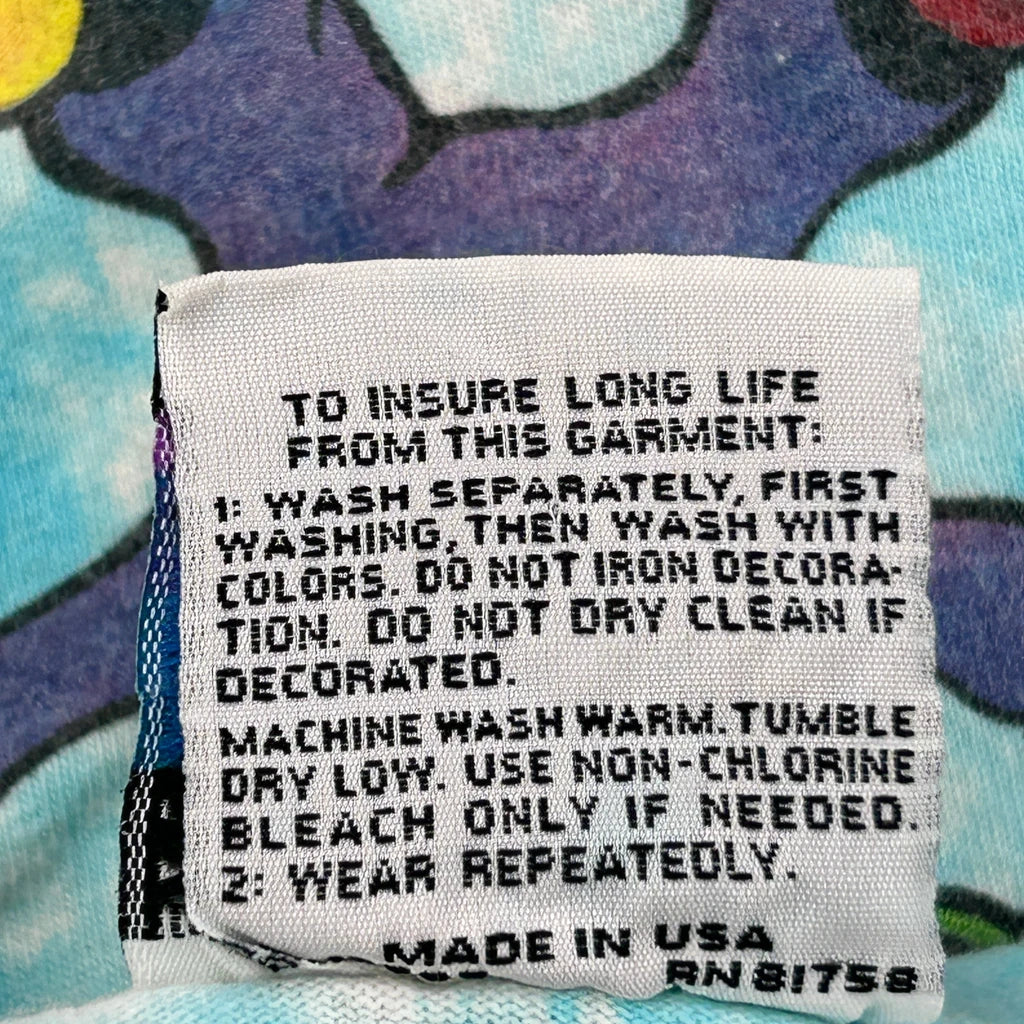 TO INSURE LONG LIFE
FROM THIS GARMENT:
1: WASH SEPARATELY, FIRST
WASHING, THEN WASH WITH
COLORS. DO NOT IRON DECORA-
TION. DO NOT DRY CLEAN IF
DECORATED.
MACHINE WASH WARM. TUMBLE
DRY LOW. USE NON-CHLORINE
BLEACH ONLY IF NEEDED.
2: WEAR REPEATEDLY.
MADE IN USA
RN 81758